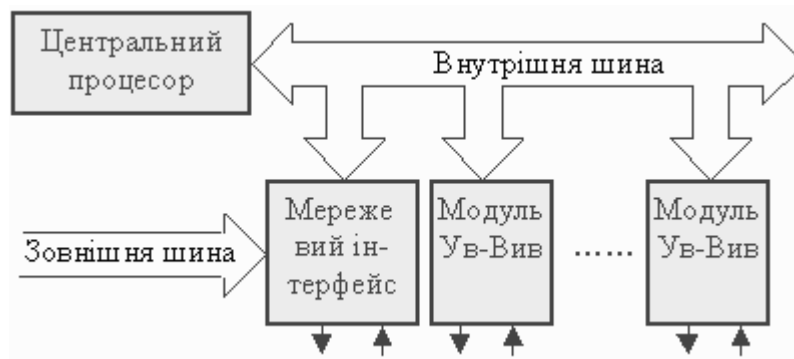 Центральний
процесор
Внутрішня шина
Зовнішня шина
Мереже
вий ін-
терфейс
Модуль
Ув-Вив
......
Модуль
Ув-Вив